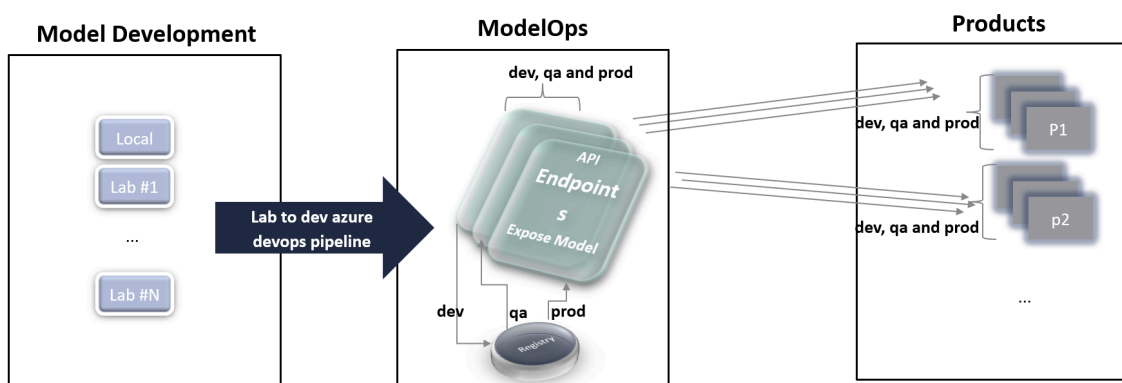 Model Development
ModelOps
Products
Local
Lab #1
...
Lab #N
Lab to dev azure
devops pipeline
dev, qa and prod
API
Endpoint
s
Expose Model
dev
qa
prod
Registry
dev, qa and prod
P1
dev, qa and prod
p2
...